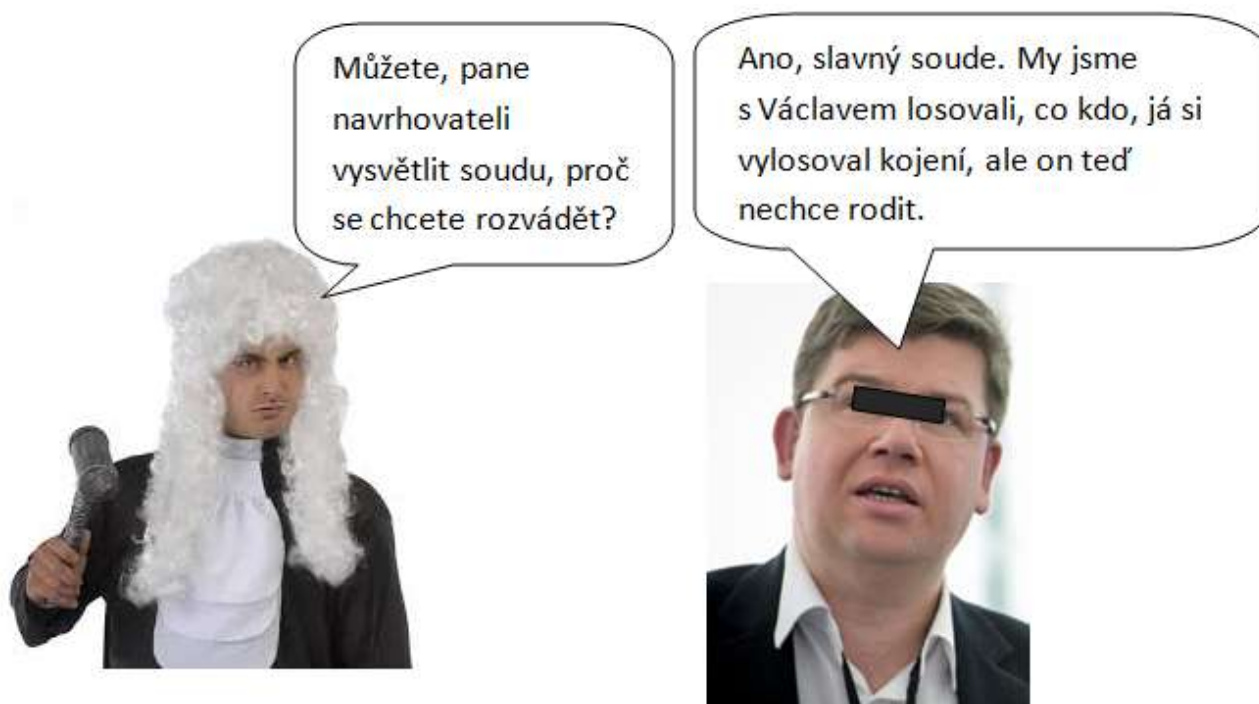 Můžete, pane
navrhovateli
vysvětlit soudu, proč
se chcete rozvádět?
Ano, slavný soude. My jsme
s Václavem losovali, co kdo, já si
vylosoval kojení, ale on teď
nechce rodit.